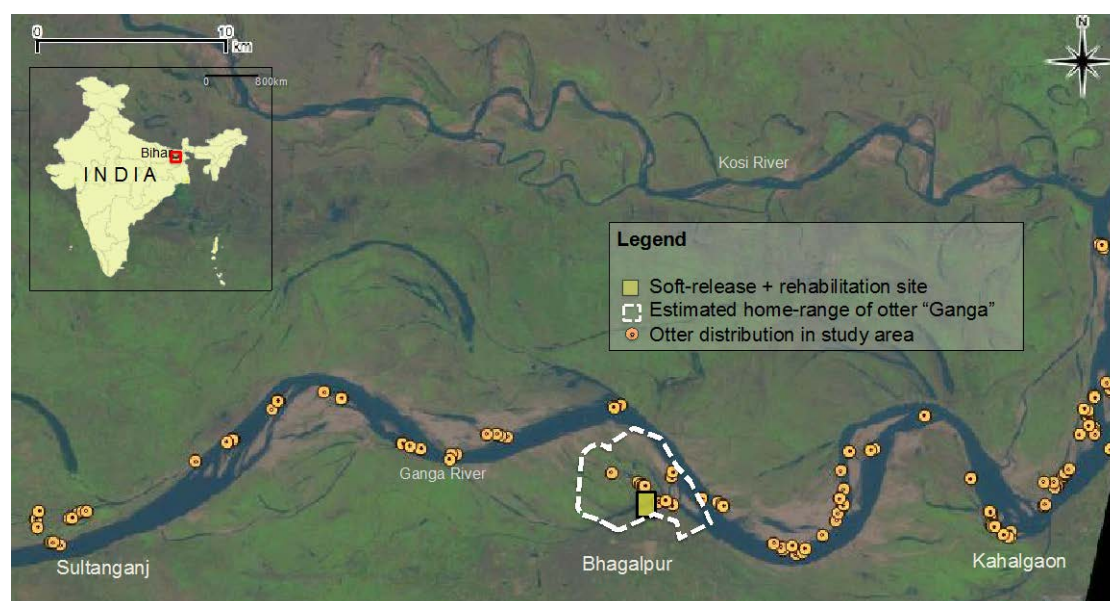 0 10
km
N
0 800km
Bihar
INDIA
Kosi River
Legend
Soft-release + rehabilitation site
Estimated home-range of otter “Ganga”
Otter distribution in study area
Ganga River
Sultanganj
Bhagalpur
Kahalgaon